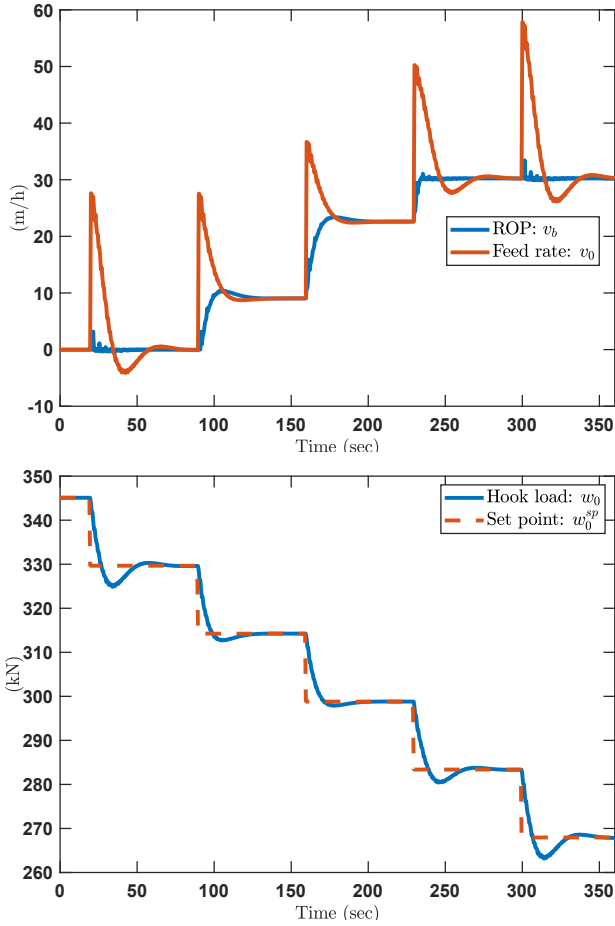 60
50
40
30
20
10
0
-10
(m/h)
ROP: v_b
Feed rate: v_0
0 50 100 150 200 250 300 350
Time (sec)
350
340
330
320
310
300
290
280
270
260
(kN)
Hook load: w_0
Set point: w_0^{sp}
0 50 100 150 200 250 300 350
Time (sec)